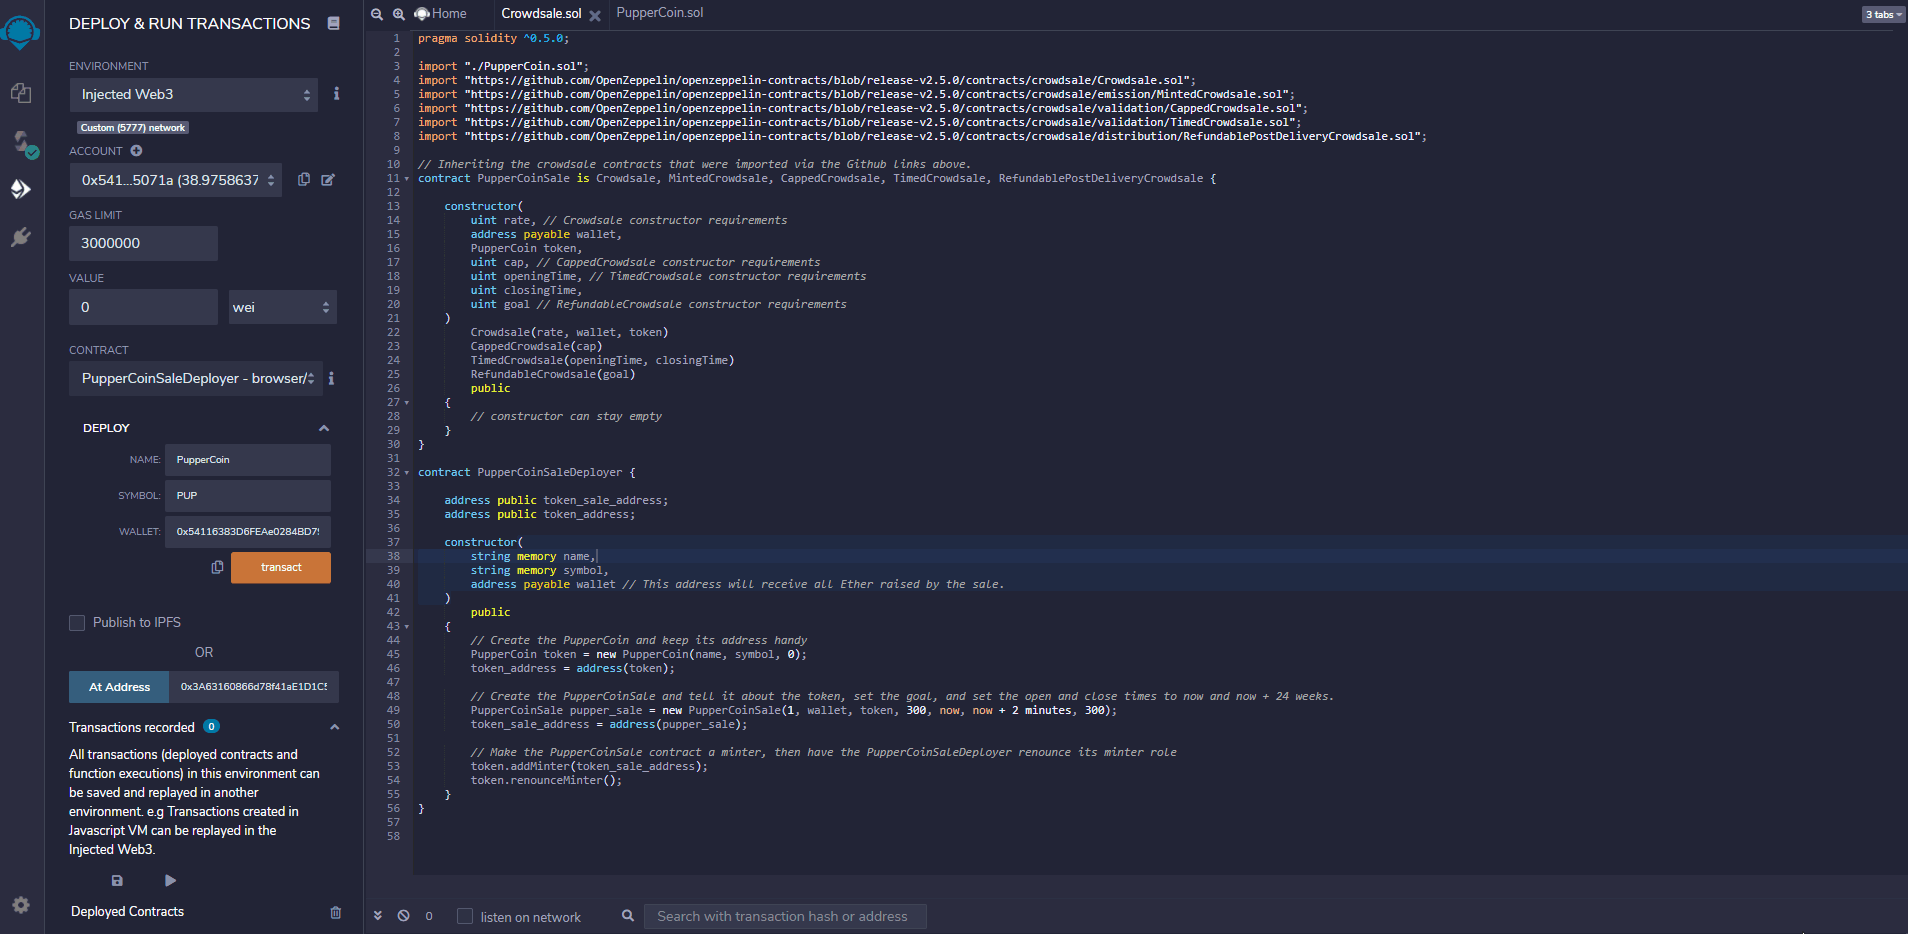 DEPLOY & RUN TRANSACTIONS
ENVIRONMENT
Injected Web3
Custom (5777) network
ACCOUNT
0x541...5071a (38.9758637
GAS LIMIT
3000000
VALUE
0
wei
CONTRACT
PupperCoinSaleDeployer - browser/
DEPLOY
NAME: PupperCoin
SYMBOL: PUP
WALLET: 0x54116383D6FEAe0284BD7
transact
Publish to IPFS
OR
At Address 0x3A63160866d78f41aE1D1C
Transactions recorded 0
All transactions (deployed contracts and
function executions) in this environment can
be saved and replayed in another
environment. e.g Transactions created in
Javascript VM can be replayed in the
Injected Web3.
Deployed Contracts
Home
Crowdsale.sol
PupperCoin.sol
3 tabs
1 pragma solidity ^0.5.0;
2
3 import "./PupperCoin.sol";
4 import "https://github.com/OpenZeppelin/openzeppelin-contracts/blob/release-v2.5.0/contracts/crowdsale/Crowdsale.sol";
5 import "https://github.com/OpenZeppelin/openzeppelin-contracts/blob/release-v2.5.0/contracts/crowdsale/emission/MintedCrowdsale.sol";
6 import "https://github.com/OpenZeppelin/openzeppelin-contracts/blob/release-v2.5.0/contracts/crowdsale/validation/CappedCrowdsale.sol";
7 import "https://github.com/OpenZeppelin/openzeppelin-contracts/blob/release-v2.5.0/contracts/crowdsale/validation/TimedCrowdsale.sol";
8 import "https://github.com/OpenZeppelin/openzeppelin-contracts/blob/release-v2.5.0/contracts/crowdsale/distribution/RefundablePostDeliveryCrowdsale.sol";
9
10 // Inheriting the crowdsale contracts that were imported via the Github links above.
11 contract PupperCoinSale is Crowdsale, MintedCrowdsale, CappedCrowdsale, TimedCrowdsale, RefundablePostDeliveryCrowdsale {
12
13 constructor(
14 uint rate, // Crowdsale constructor requirements
15 address payable wallet,
16 PupperCoin token,
17 uint cap, // CappedCrowdsale constructor requirements
18 uint openingTime, // TimedCrowdsale constructor requirements
19 uint closingTime,
20 uint goal // RefundableCrowdsale constructor requirements
21 )
22 Crowdsale(rate, wallet, token)
23 CappedCrowdsale(cap)
24 TimedCrowdsale(openingTime, closingTime)
25 RefundableCrowdsale(goal)
26 public
27 {
28 // constructor can stay empty
29 }
30 }
31
32 contract PupperCoinSaleDeployer {
33
34 address public token_sale_address;
35 address public token_address;
36
37 constructor(
38 string memory name,
39 string memory symbol,
40 address payable wallet // This address will receive all Ether raised by the sale.
41 )
42 public
43 {
44 // Create the PupperCoin and keep its address handy
45 PupperCoin token = new PupperCoin(name, symbol, 0);
46 token_address = address(token);
47
48 // Create the PupperCoinSale and tell it about the token, set the goal, and set the open and close times to now and now + 24 weeks.
49 PupperCoinSale pupper_sale = new PupperCoinSale(1, wallet, token, 300, now, now + 2 minutes, 300);
50 token_sale_address = address(pupper_sale);
51
52 // Make the PupperCoinSale contract a minter, then have the PupperCoinSaleDeployer renounce its minter role
53 token.addMinter(token_sale_address);
54 token.renounceMinter();
55 }
56 }
57
58
0
listen on network
Search with transaction hash or address